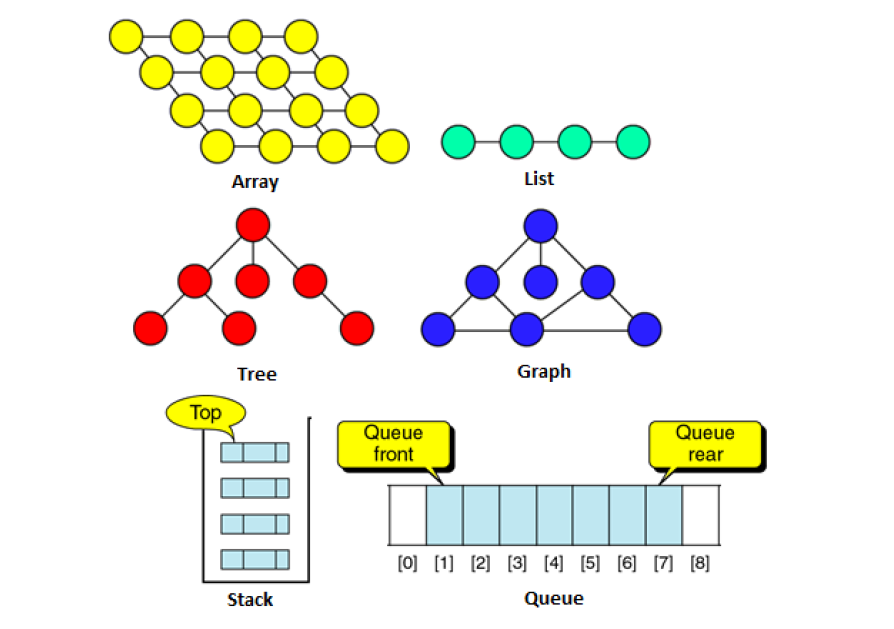 Array
List
Tree
Graph
Top
Queue
front
Queue
rear
[0] [1] [2] [3] [4] [5] [6] [7] [8]
Stack
Queue